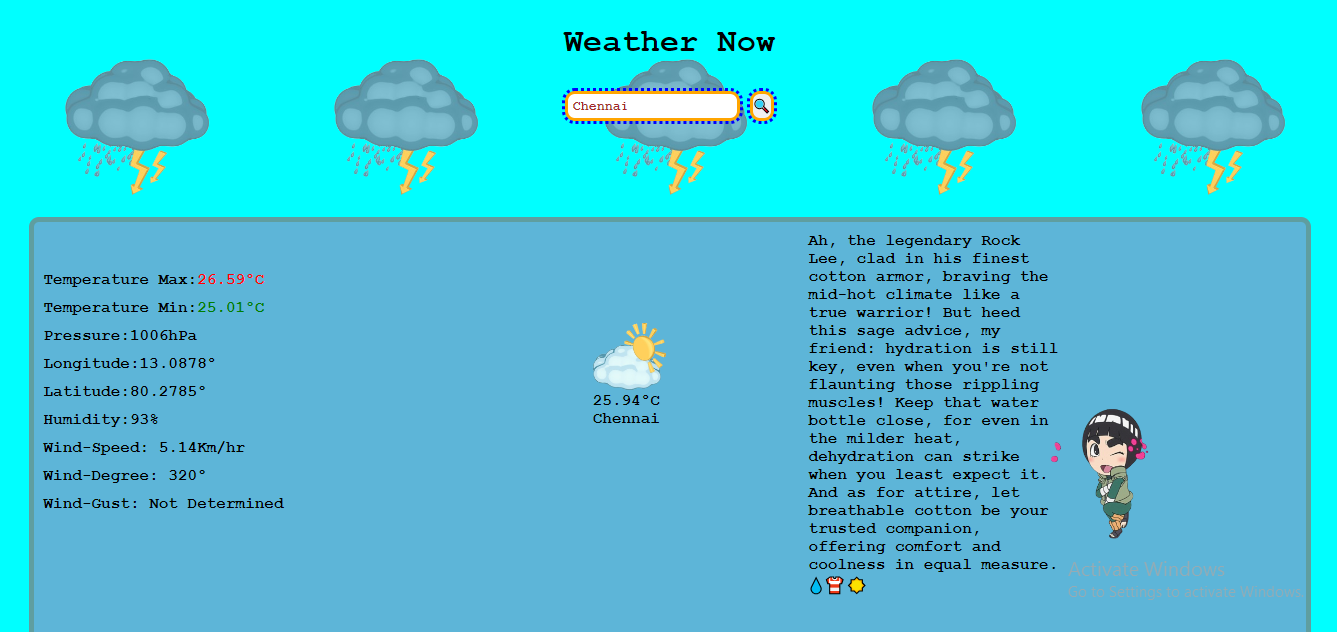 Weather Now
Chennai
Temperature Max:26.59°C
Temperature Min:25.01°C
Pressure:1006hPa
Longitude:13.0878°
Latitude:80.2785°
Humidity:93%
Wind-Speed: 5.14Km/hr
Wind-Degree: 320°
Wind-Gust: Not Determined
25.94°C
Chennai
Ah, the legendary Rock
Lee, clad in his finest
cotton armor, braving the
mid-hot climate like a
true warrior! But heed
this sage advice, my
friend: hydration is still
key, even when you're not
flaunting those rippling
muscles! Keep that water
bottle close, for even in
the milder heat,
dehydration can strike
when you least expect it.
And as for attire, let
breathable cotton be your
trusted companion,
offering comfort and
coolness in equal measure.
Activate Windows
Go to Settings to activate Windows.